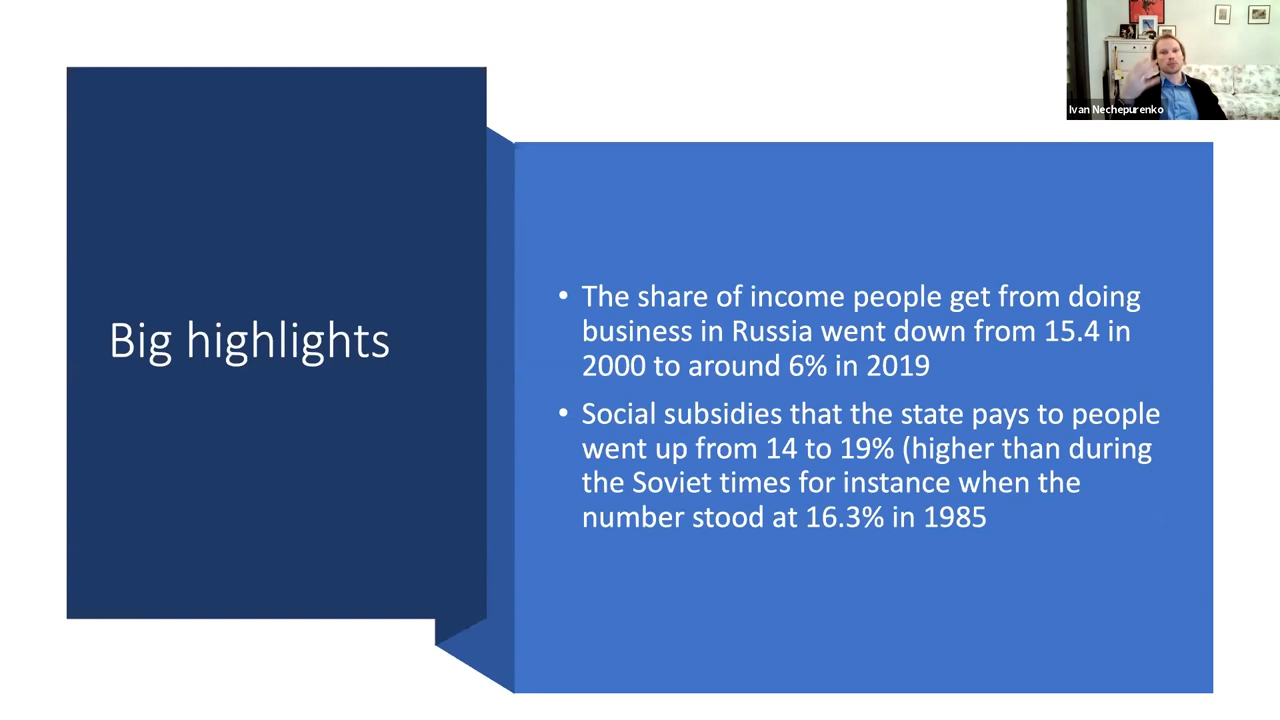 Ivan Nechepurenko
Big highlights
• The share of income people get from doing
business in Russia went down from 15.4 in
2000 to around 6% in 2019
• Social subsidies that the state pays to people
went up from 14 to 19% (higher than during
the Soviet times for instance when the
number stood at 16.3% in 1985